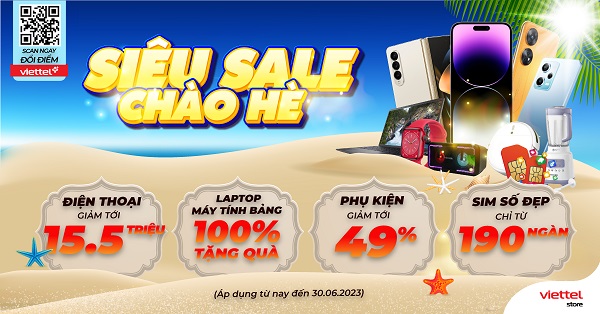 SCAN NGAY
ĐỔI ĐIỂM
viettel
SIÊU SALE
CHÀO HÈ
ĐIỆN THOẠI
GIẢM TỚI
15.5 TRIỆU
LAPTOP
MÁY TÍNH BẢNG
100%
TẶNG QUÀ
PHỤ KIỆN
GIẢM TỚI
49%
SIM SỐ ĐẸP
CHỈ TỪ
190 NGÀN
(Áp dụng từ nay đến 30.06.2023)
viettel
store